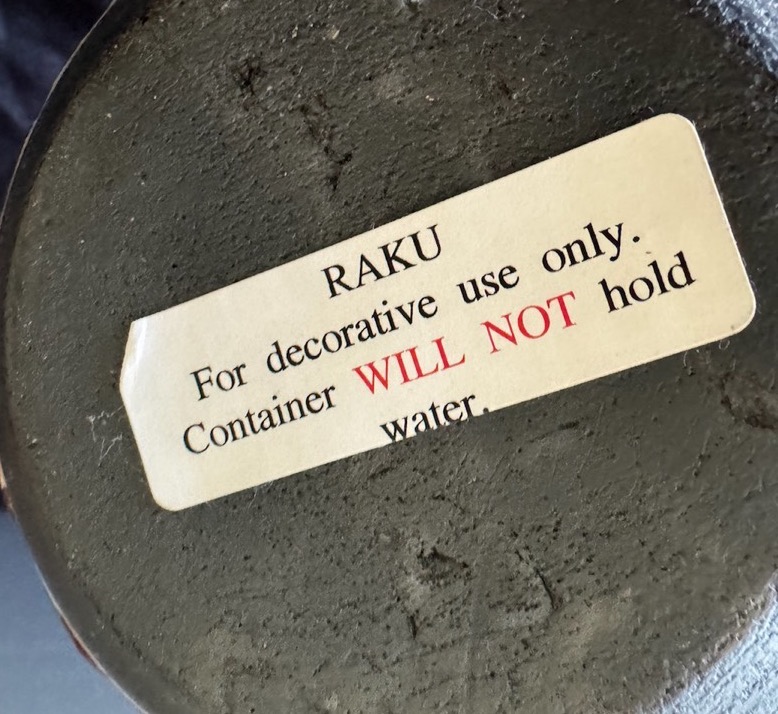 RAKU
For decorative use only.
Container WILL NOT hold
water.